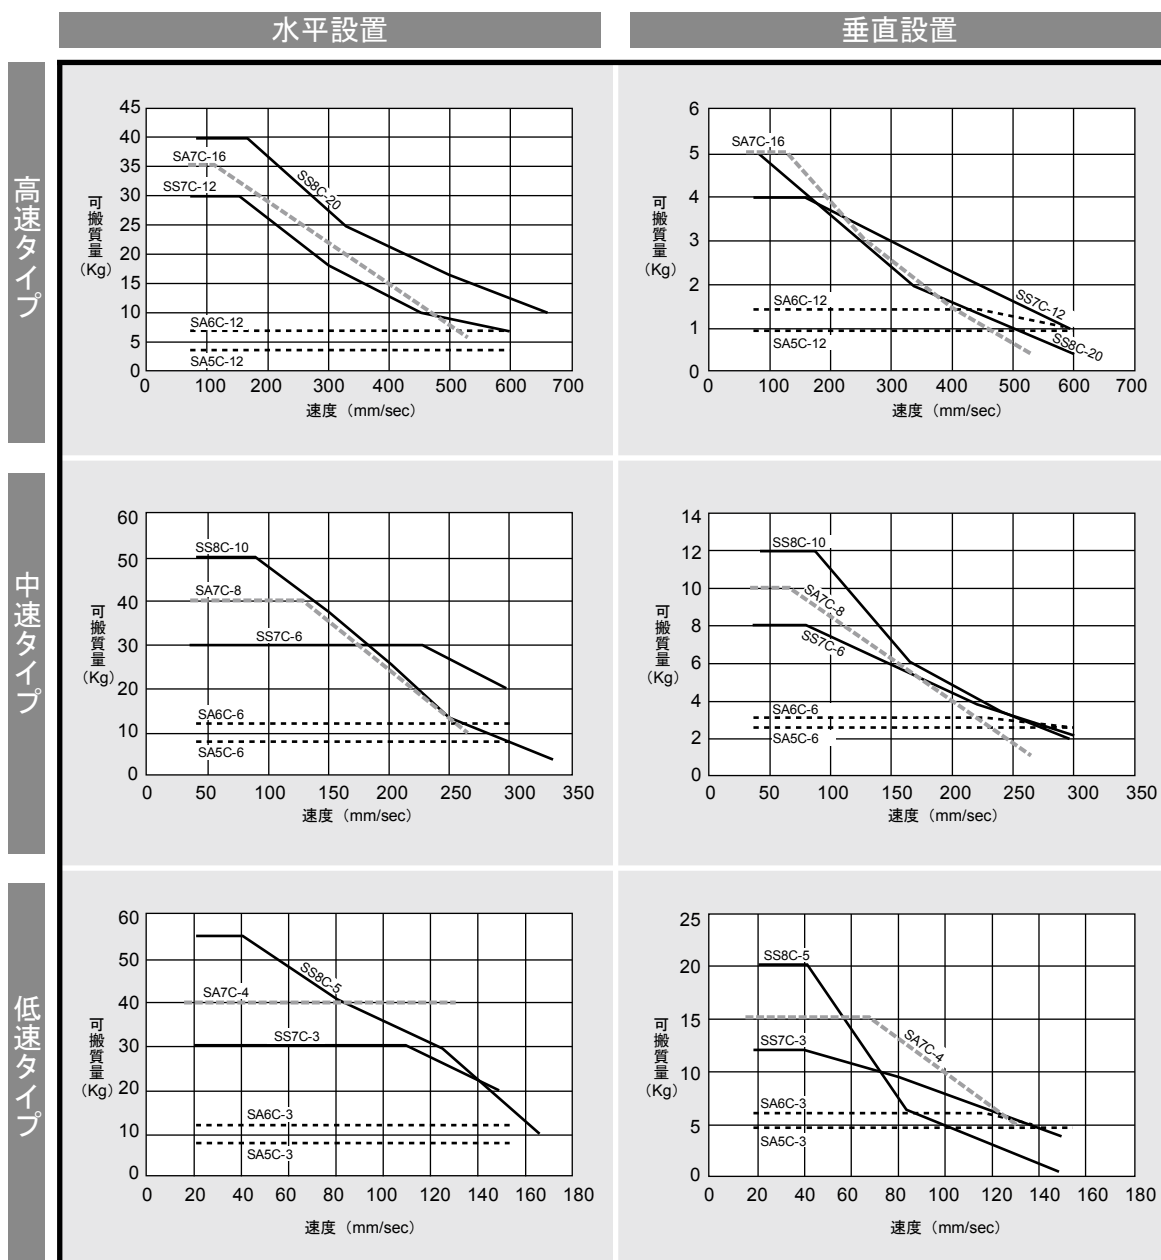 水平設置
垂直設置
高速タイプ
45
40
35
30
25
20
15
10
5
0
可搬質量
（Kg）
SA7C-16
SS7C-12
SS8C-20
SA6C-12
SA5C-12
0 100 200 300 400 500 600 700
速度（mm/sec）
6
5
4
3
2
1
0
可搬質量
（Kg）
SA7C-16
SA6C-12
SA5C-12
SS7C-12
SS8C-20
0 100 200 300 400 500 600 700
速度（mm/sec）
中速タイプ
60
50
40
30
20
10
0
可搬質量
（Kg）
SS8C-10
SA7C-8
SS7C-6
SA6C-6
SA5C-6
0 50 100 150 200 250 300 350
速度（mm/sec）
14
12
10
8
6
4
2
0
可搬質量
（Kg）
SS8C-10
SA7C-8
SS7C-6
SA6C-6
SA5C-6
0 50 100 150 200 250 300 350
速度（mm/sec）
低速タイプ
60
50
40
30
20
10
0
可搬質量
（Kg）
SS8C-5
SA7C-4
SS7C-3
SA6C-3
SA5C-3
0 20 40 60 80 100 120 140 160 180
速度（mm/sec）
25
20
15
10
5
0
可搬質量
（Kg）
SS8C-5
SS7C-3
SA7C-4
SA6C-3
SA5C-3
0 20 40 60 80 100 120 140 160 180
速度（mm/sec）